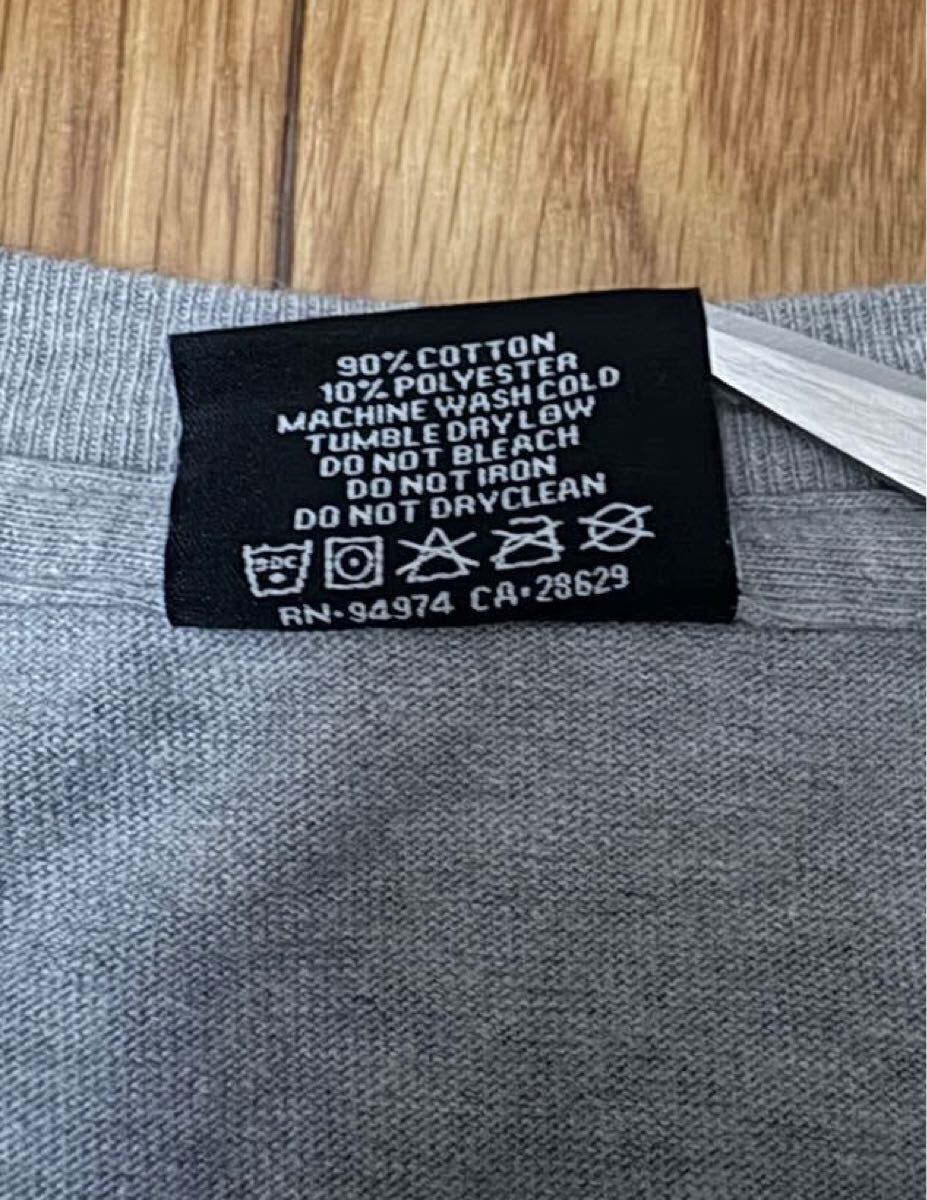 90% COTTON
10% POLYESTER
MACHINE WASH COLD
TUMBLE DRY LOW
DO NOT BLEACH
DO NOT IRON
DO NOT DRYCLEAN
30C
RN·94974 CA·28629